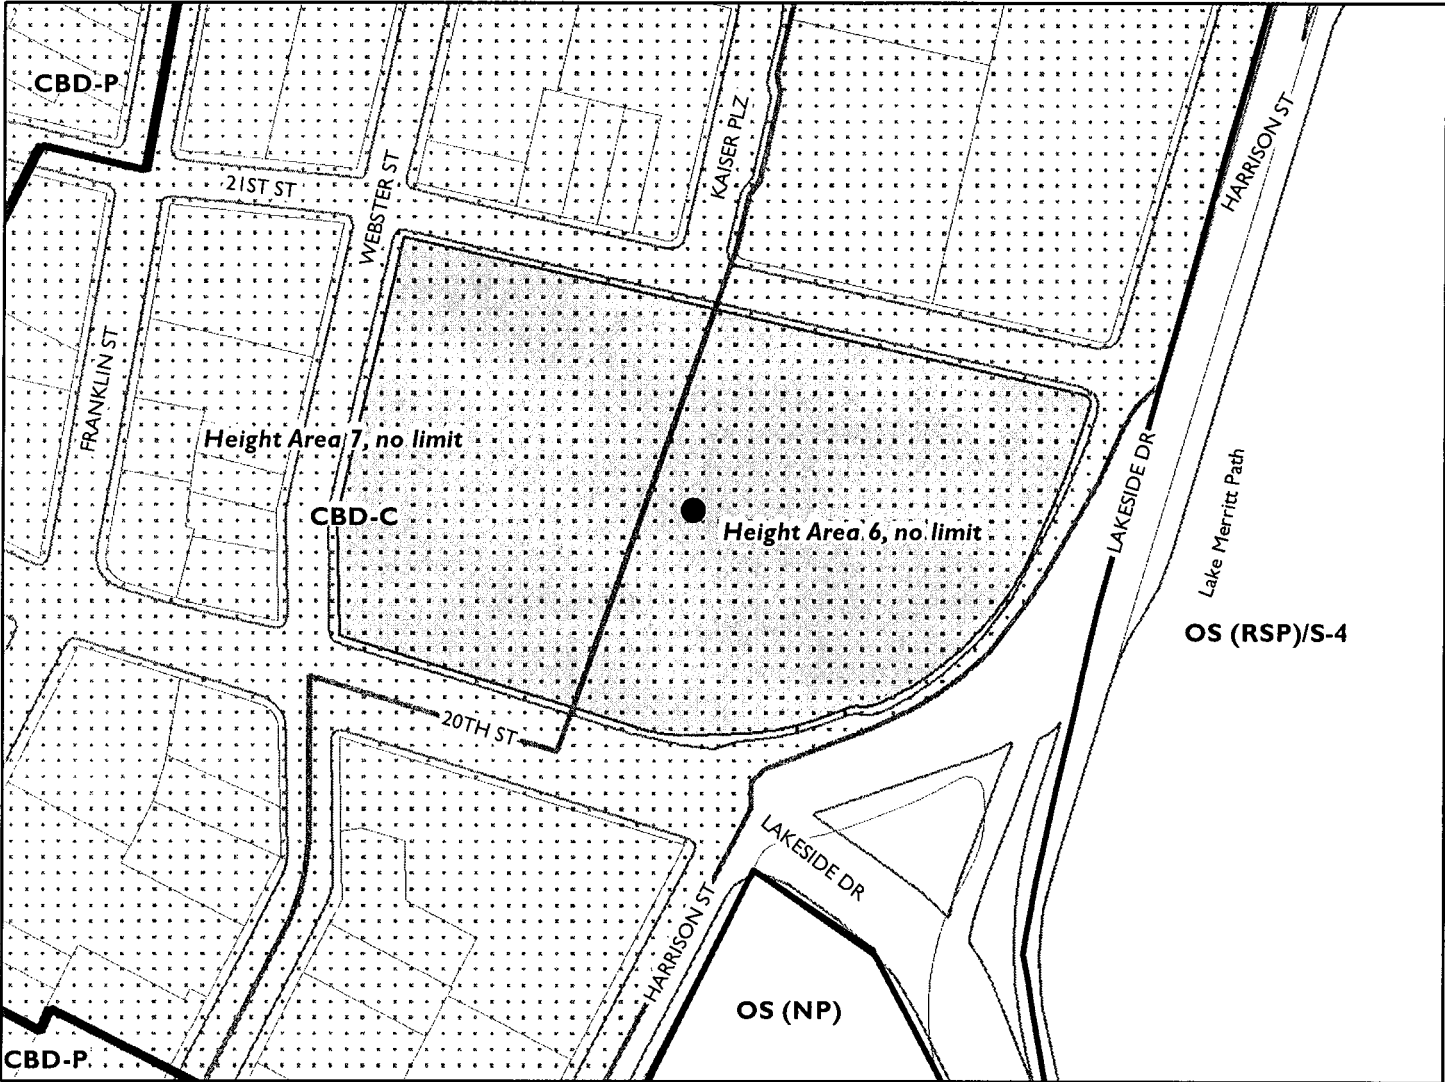 CBD-P
21ST ST
WEBSTER ST
KAISER PLZ
HARRISON ST
FRANKLIN ST
Height Area 7, no limit
CBD-C
Height Area 6, no limit
LAKESIDE DR
Lake Merritt Path
OS (RSP)/S-4
20TH ST
LAKESIDE DR
HARRISON ST
OS (NP)
CBD-P